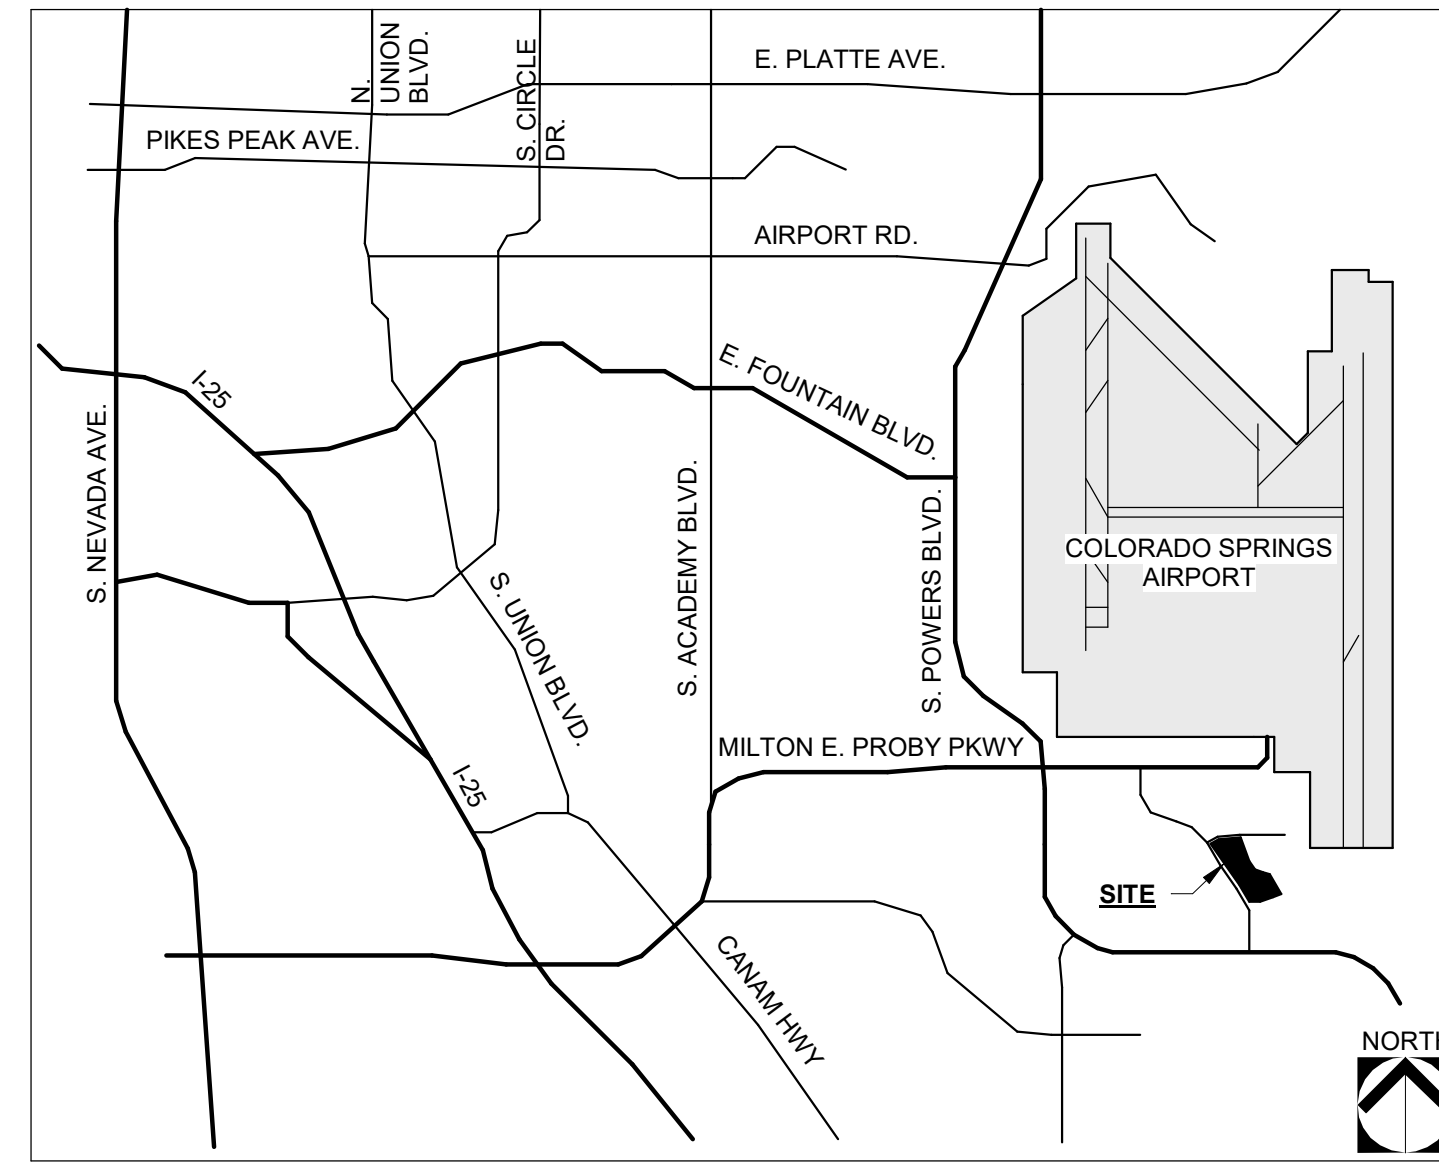 N.
UNION
BLVD.
S. CIRCLE
DR.
E. PLATTE AVE.
PIKES PEAK AVE.
AIRPORT RD.
I-25
E. FOUNTAIN BLVD.
S. NEVADA AVE.
S. ACADEMY BLVD.
S. POWERS BLVD.
COLORADO SPRINGS
AIRPORT
S. UNION BLVD.
MILTON E. PROBY PKWY
I-25
SITE
CANAM HWY
NORTH